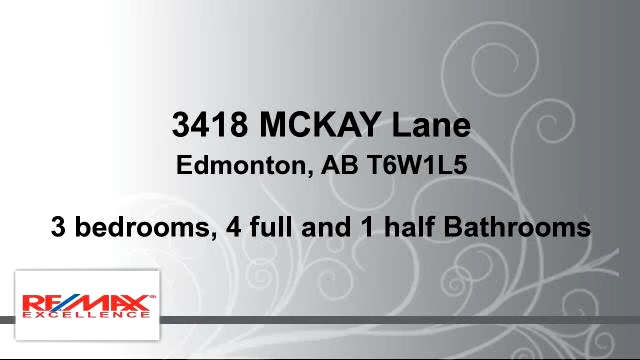 3418 MCKAY Lane
Edmonton, AB T6W1L5
3 bedrooms, 4 full and 1 half Bathrooms
RE/MAX
EXCELLENCE